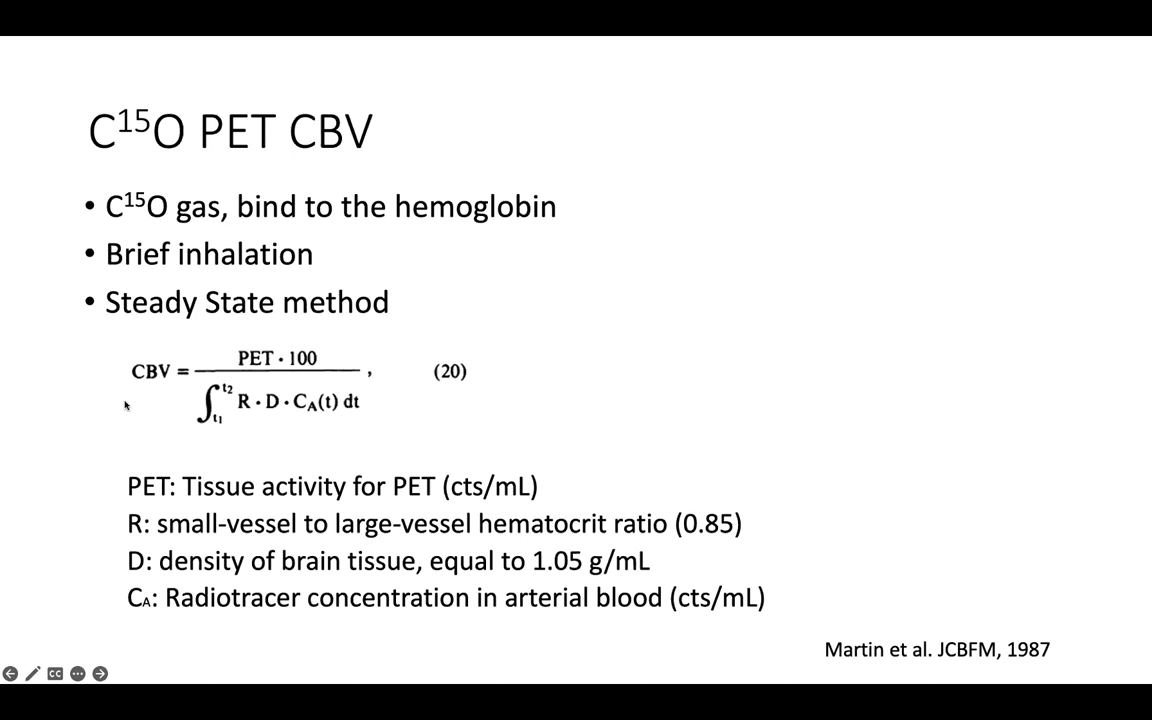 C¹⁵O PET CBV
• C¹⁵O gas, bind to the hemoglobin
• Brief inhalation
• Steady State method
CBV = PET · 100 / ∫ₜ₁ᵗ² R · D · Cᴀ(t) dt , (20)
PET: Tissue activity for PET (cts/mL)
R: small-vessel to large-vessel hematocrit ratio (0.85)
D: density of brain tissue, equal to 1.05 g/mL
Cᴀ: Radiotracer concentration in arterial blood (cts/mL)
Martin et al. JCBFM, 1987
CC